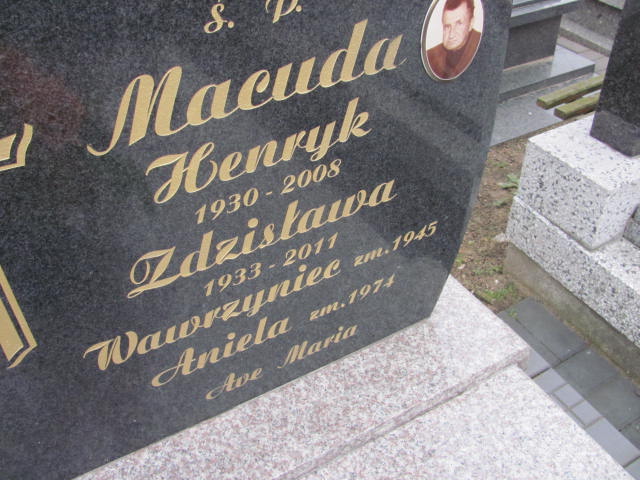 ś. p.
Macuda
Henryk
1930 - 2008
Zdzisława
1933 - 2011
Wawrzyniec zm.1945
Aniela zm.1974
Ave Maria